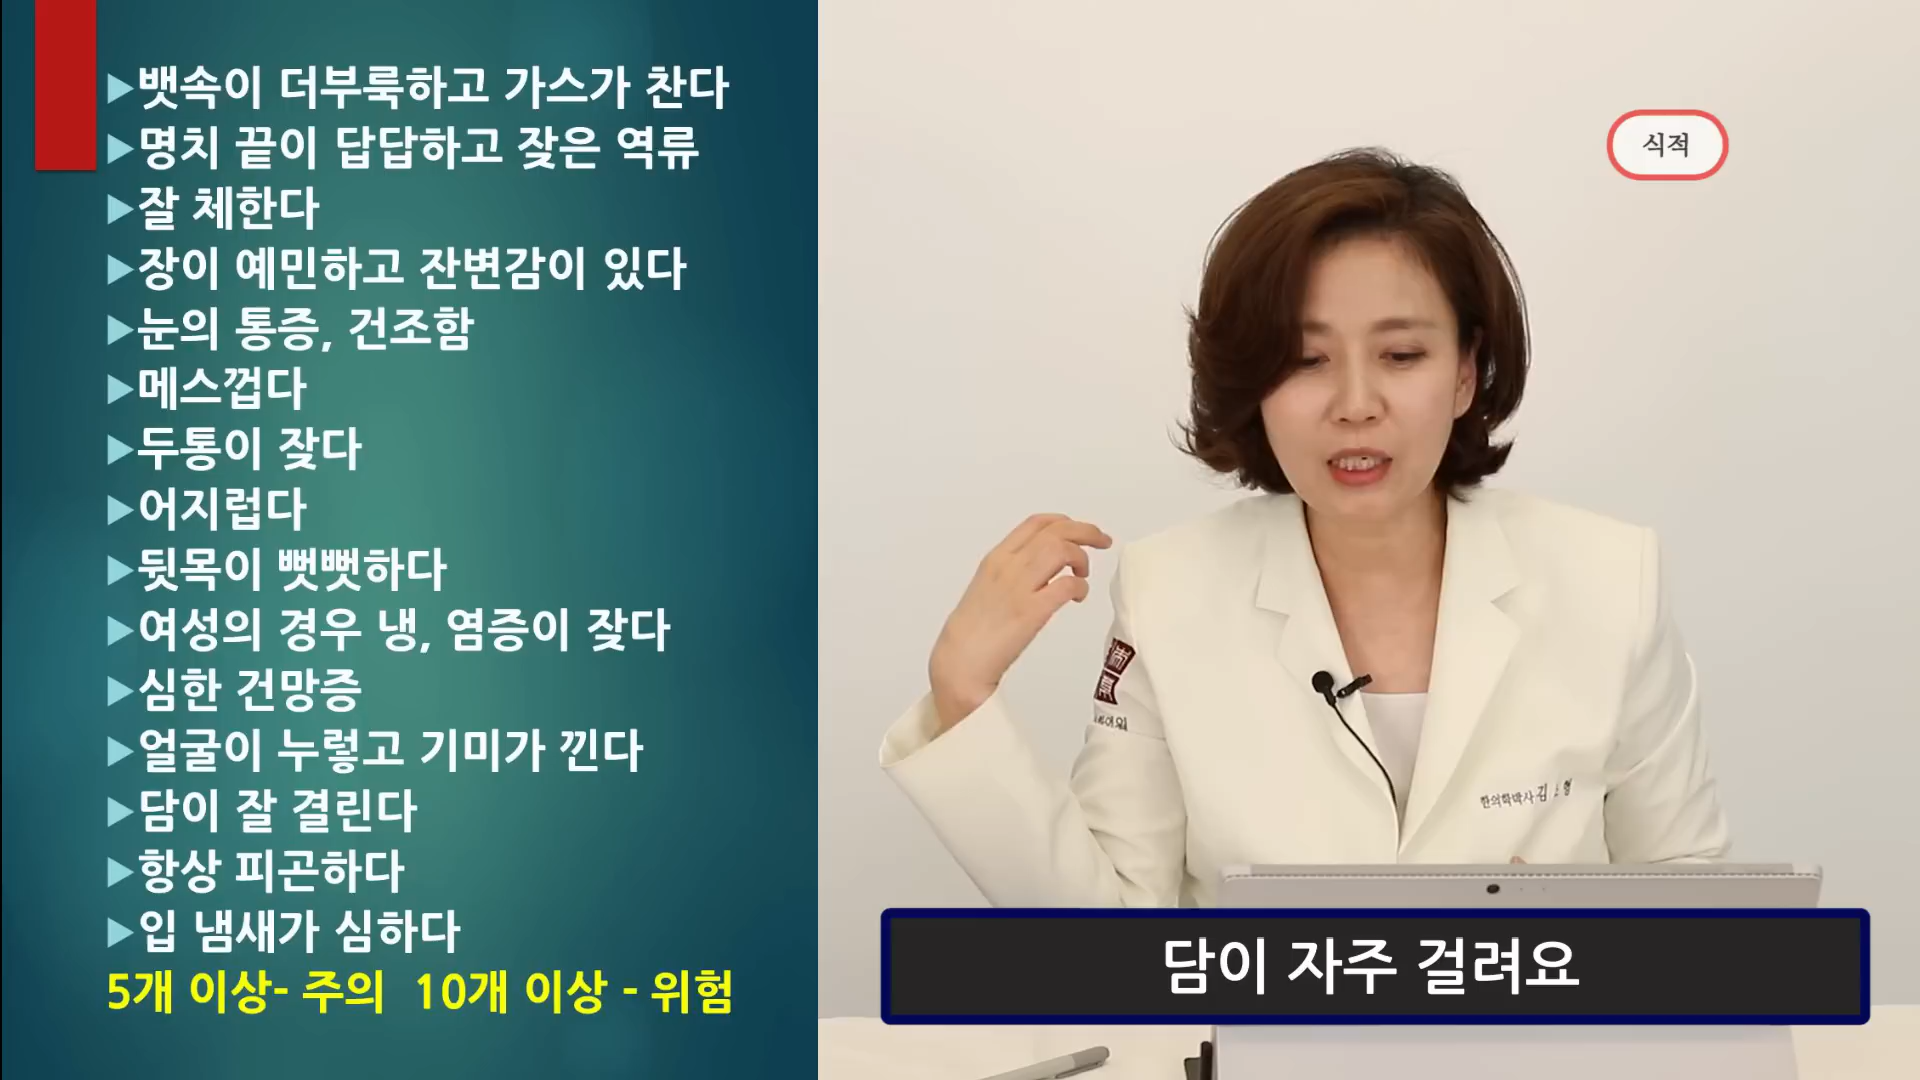 뱃속이 더부룩하고 가스가 찬다
명치 끝이 답답하고 잦은 역류
잘 체한다
장이 예민하고 잔변감이 있다
눈의 통증, 건조함
메스껍다
두통이 잦다
어지럽다
뒷목이 뻣뻣하다
여성의 경우 냉, 염증이 잦다
심한 건망증
얼굴이 누렇고 기미가 낀다
담이 잘 결린다
항상 피곤하다
입 냄새가 심하다
5개 이상- 주의 10개 이상 - 위험
식적
한의학박사 김
담이 자주 걸려요